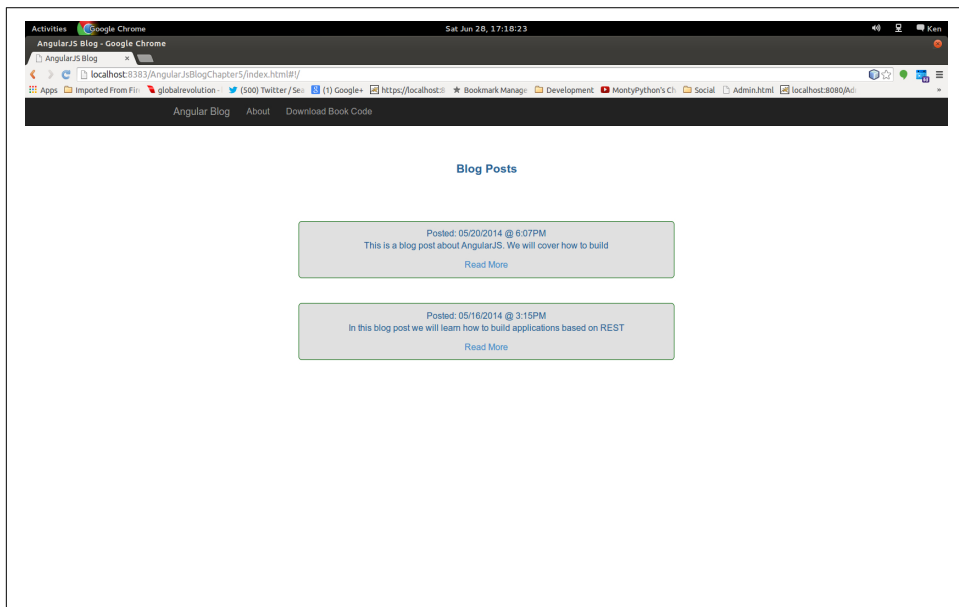 Activities Google Chrome Sat Jun 28, 17:18:23 Ken
AngularJS Blog - Google Chrome
AngularJS Blog ×
localhost:8383/AngularJsBlogChapter5/index.html#!/
Apps Imported From Fir globalrevolution - (500) Twitter / Sea (1) Google+ https://localhost:8 Bookmark Manage Development MontyPython's Ch Social Admin.html localhost:8080/Ad »
Angular Blog About Download Book Code
Blog Posts
Posted: 05/20/2014 @ 6:07PM
This is a blog post about AngularJS. We will cover how to build
Read More
Posted: 05/16/2014 @ 3:15PM
In this blog post we will learn how to build applications based on REST
Read More